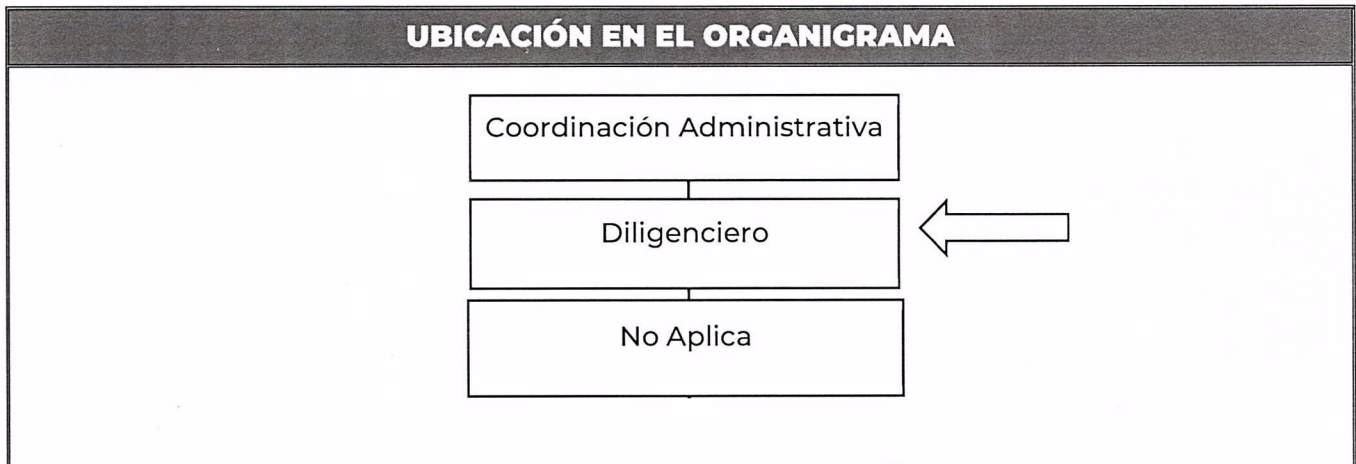 UBICACIÓN EN EL ORGANIGRAMA
Coordinación Administrativa
Diligenciero
No Aplica